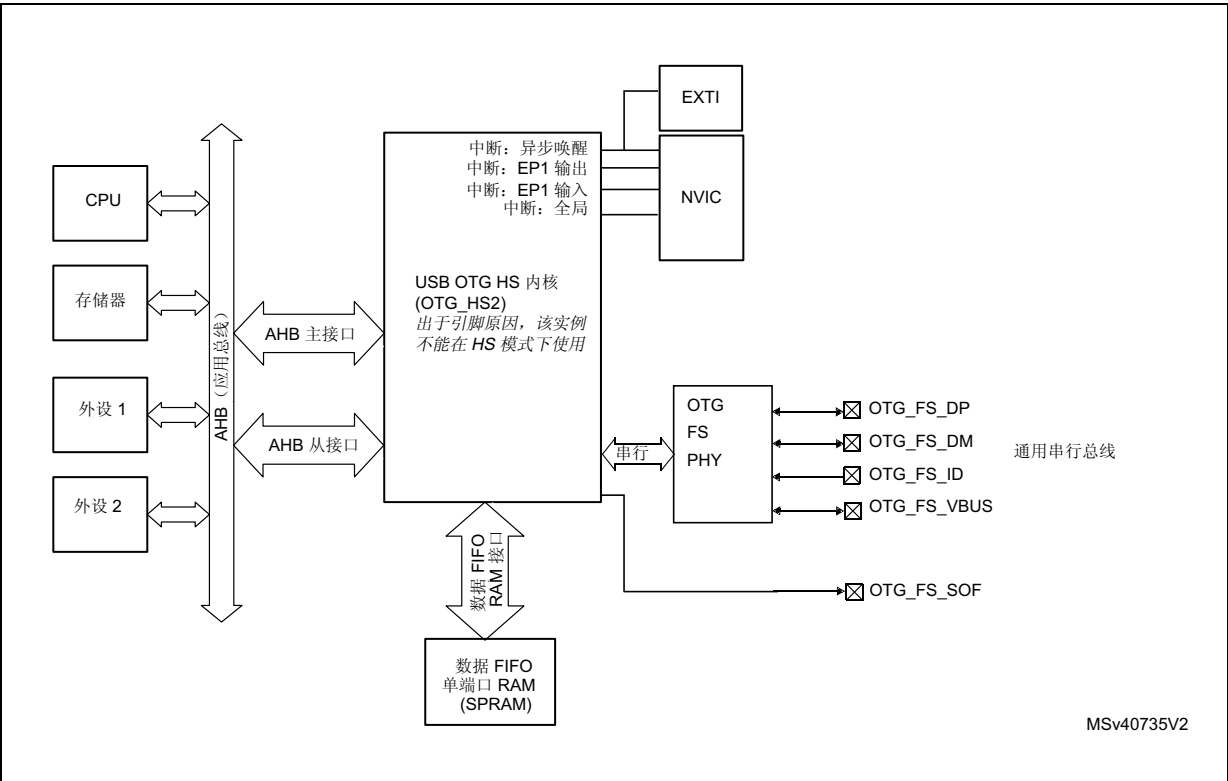 EXTI
中断：异步唤醒
中断：EP1 输出
中断：EP1 输入
中断：全局
NVIC
CPU
存储器
外设 1
外设 2
AHB（应用总线）
AHB 主接口
AHB 从接口
USB OTG HS 内核
(OTG_HS2)
出于引脚原因，该实例
不能在 HS 模式下使用
串行
OTG
FS
PHY
OTG_FS_DP
OTG_FS_DM
OTG_FS_ID
OTG_FS_VBUS
通用串行总线
OTG_FS_SOF
数据 FIFO
RAM 接口
数据 FIFO
单端口 RAM
(SPRAM)
MSv40735V2